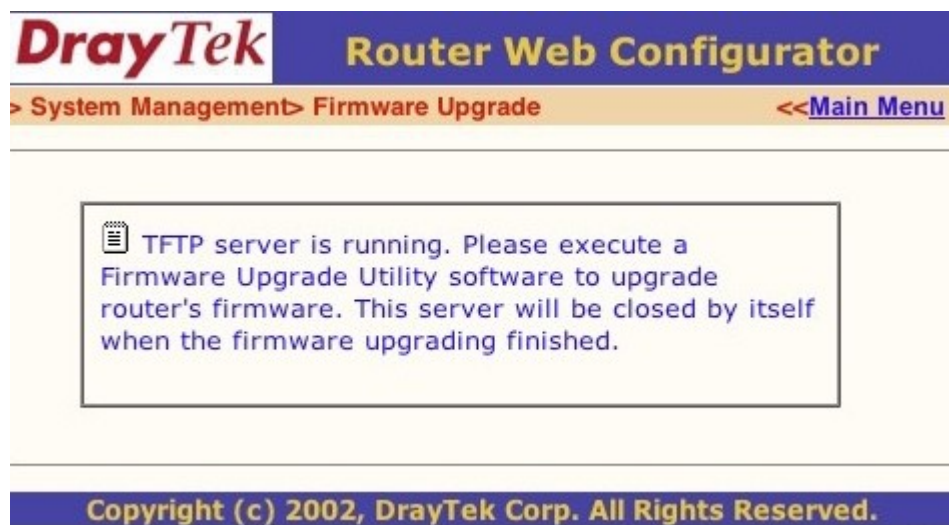 DrayTek Router Web Configurator
> System Management> Firmware Upgrade <<Main Menu
TFTP server is running. Please execute a
Firmware Upgrade Utility software to upgrade
router's firmware. This server will be closed by itself
when the firmware upgrading finished.
Copyright (c) 2002, DrayTek Corp. All Rights Reserved.